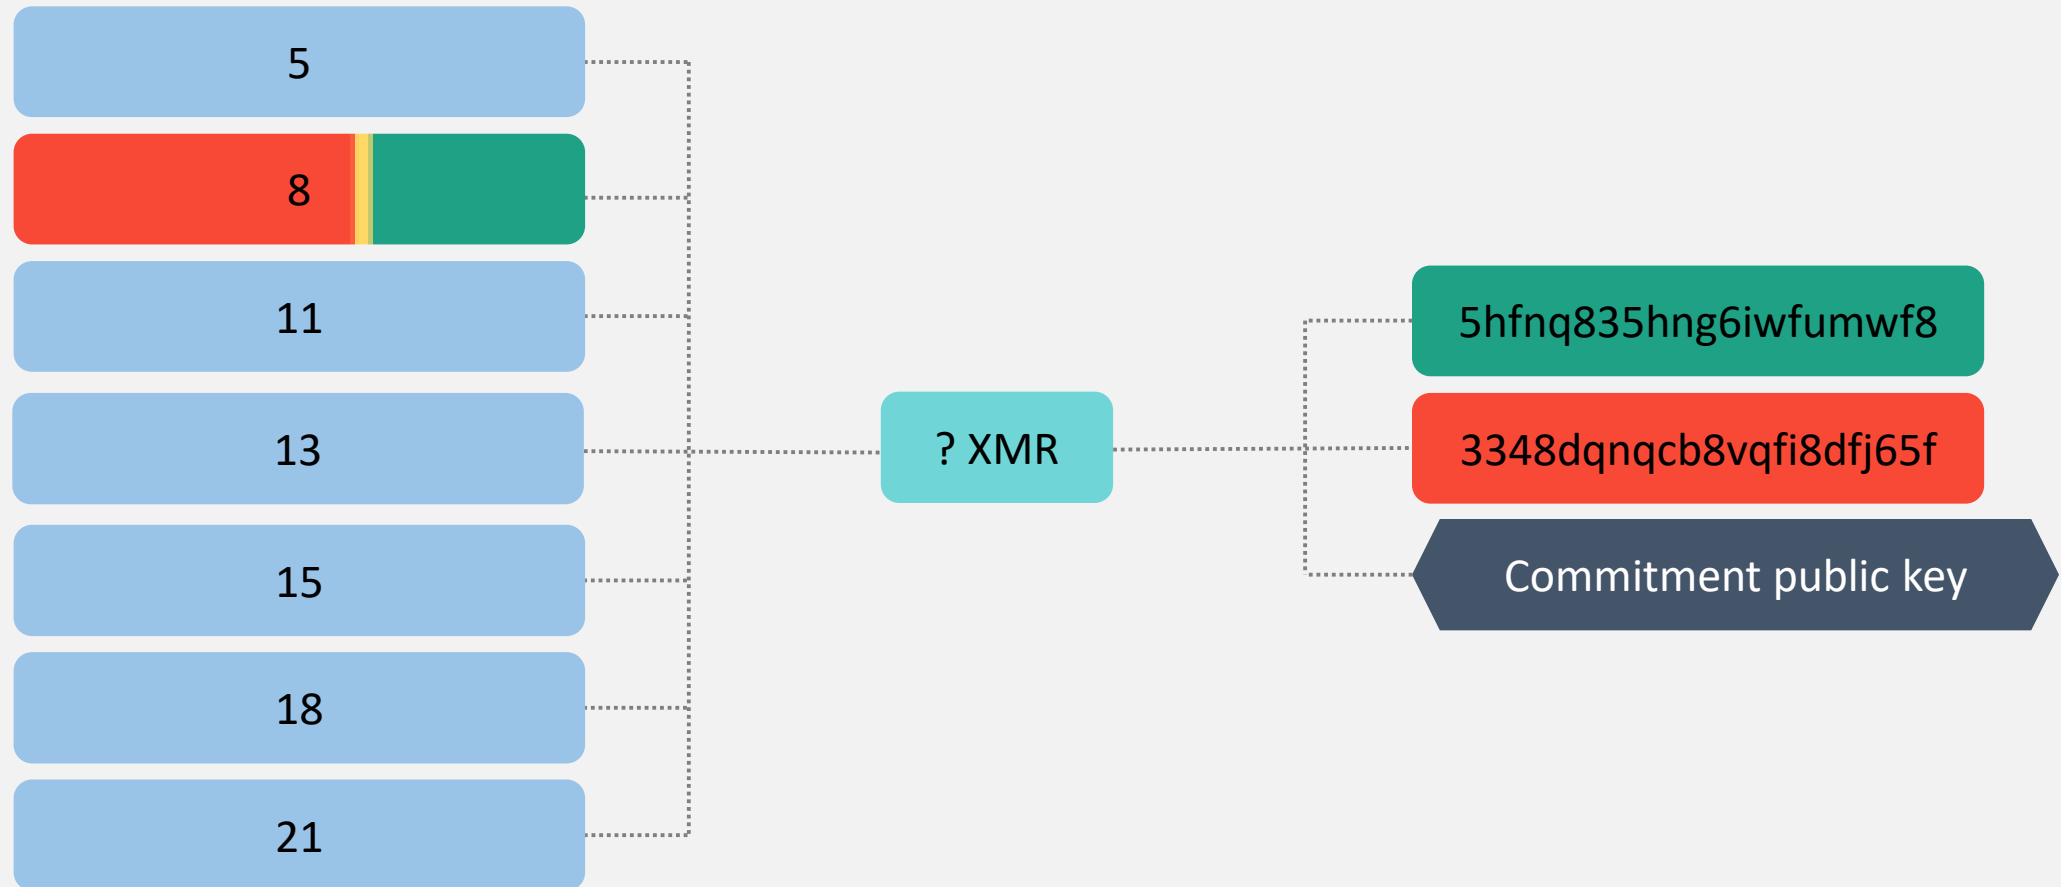 5
8
11
13
15
18
21
? XMR
5hfnq835hng6iwfumwf8
3348dqnqcb8vqfi8dfj65f
Commitment public key